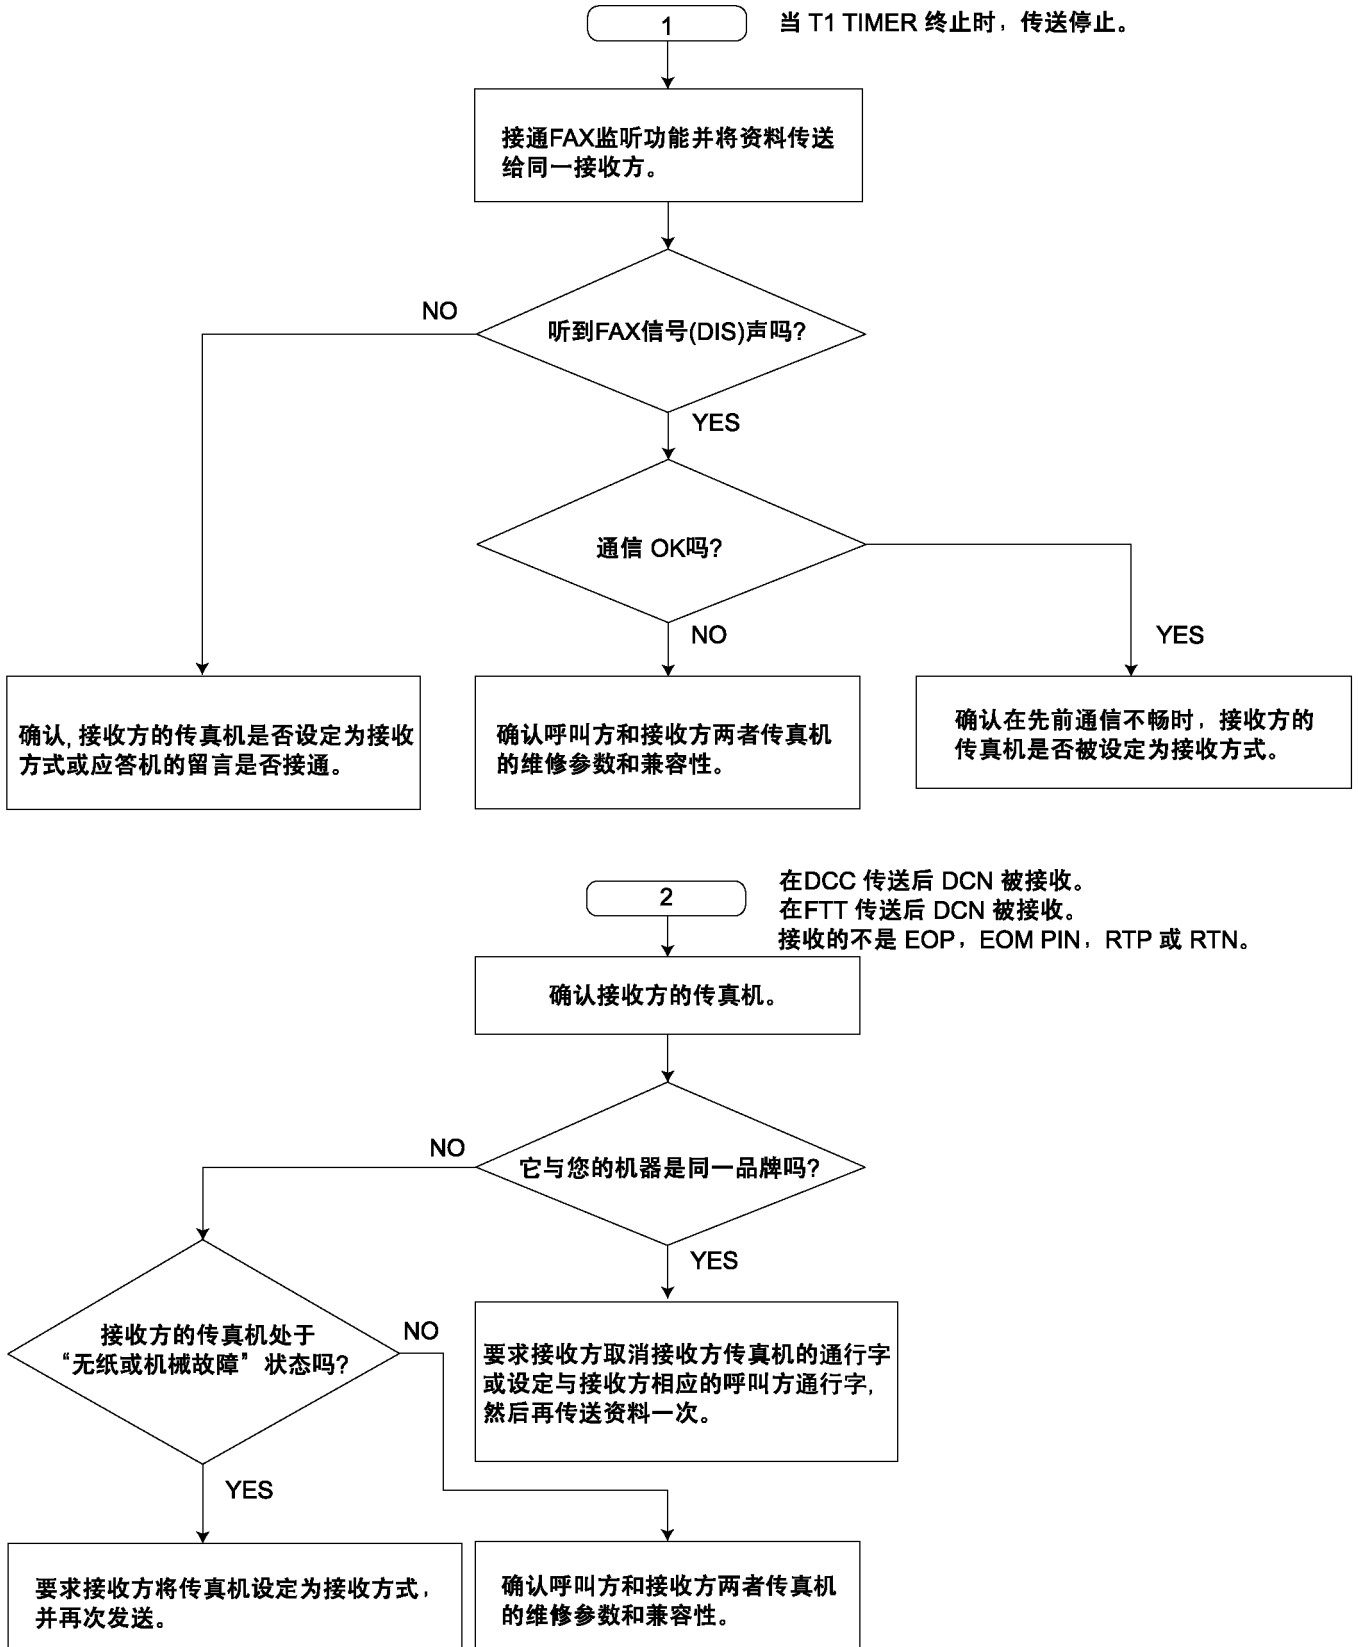 1
当 T1 TIMER 终止时，传送停止。
接通FAX监听功能并将资料传送
给同一接收方。
NO
听到FAX信号(DIS)声吗?
YES
通信 OK吗?
NO
YES
确认, 接收方的传真机是否设定为接收
方式或应答机的留言是否接通。
确认呼叫方和接收方两者传真机
的维修参数和兼容性。
确认在先前通信不畅时，接收方的
传真机是否被设定为接收方式。
2
在DCC 传送后 DCN 被接收。
在FTT 传送后 DCN 被接收。
接收的不是 EOP，EOM PIN，RTP 或 RTN。
确认接收方的传真机。
NO
它与您的机器是同一品牌吗?
YES
接收方的传真机处于
“无纸或机械故障”状态吗?
NO
要求接收方取消接收方传真机的通行字
或设定与接收方相应的呼叫方通行字,
然后再传送资料一次。
YES
要求接收方将传真机设定为接收方式，
并再次发送。
确认呼叫方和接收方两者传真机
的维修参数和兼容性。